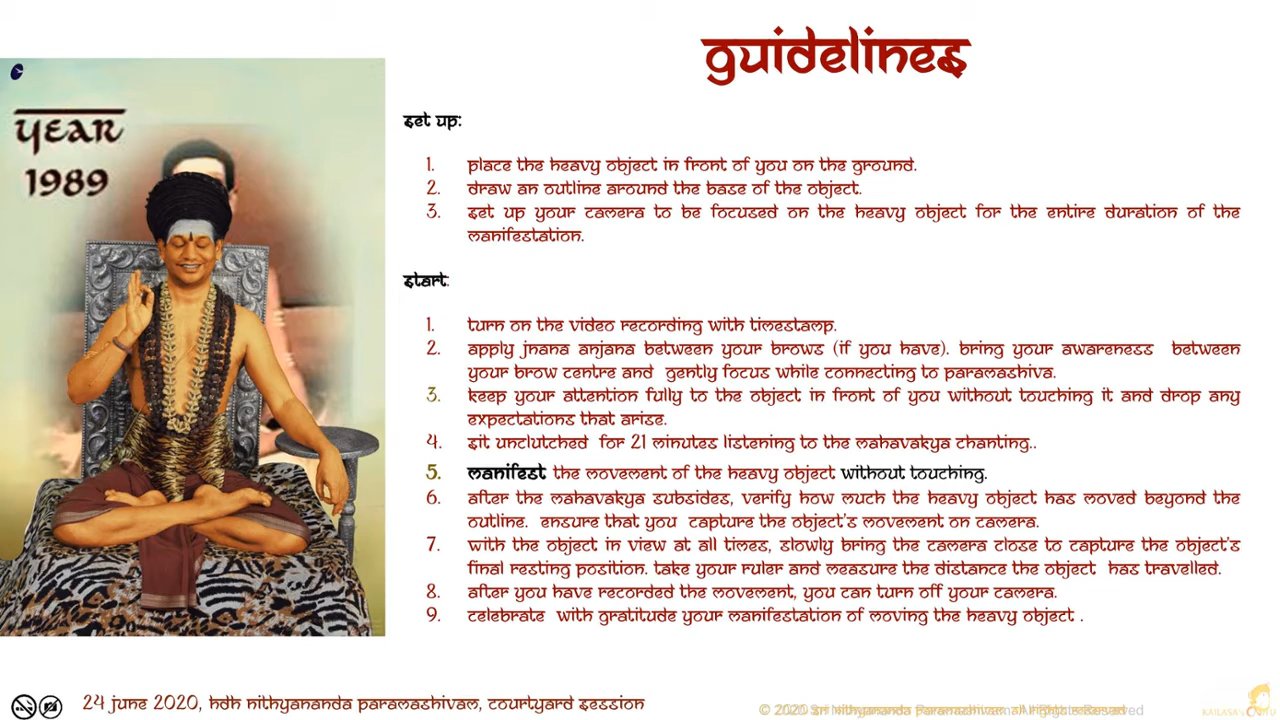 guidelines
YEAR
1989
set up:
1. place the heavy object in front of you on the ground.
2. draw an outline around the base of the object.
3. set up your camera to be focused on the heavy object for the entire duration of the
manifestation.
start:
1. turn on the video recording with timestamp.
2. apply jnana anjana between your brows (if you have). bring your awareness between
your brow centre and gently focus while connecting to paramashiva.
3. keep your attention fully to the object in front of you without touching it and drop any
expectations that arise.
4. sit unclutched for 21 minutes listening to the mahavakya chanting..
5. manifest the movement of the heavy object without touching.
6. after the mahavakya subsides, verify how much the heavy object has moved beyond the
outline. ensure that you capture the object's movement on camera.
7. with the object in view at all times, slowly bring the camera close to capture the object's
final resting position. take your ruler and measure the distance the object has travelled.
8. after you have recorded the movement, you can turn off your camera.
9. celebrate with gratitude your manifestation of moving the heavy object .
24 june 2020, hdh nithyananda paramashivam, courtyard session
© 2020 Sri Nithyananda Paramashivam. All Rights Reserved
KAILASA's